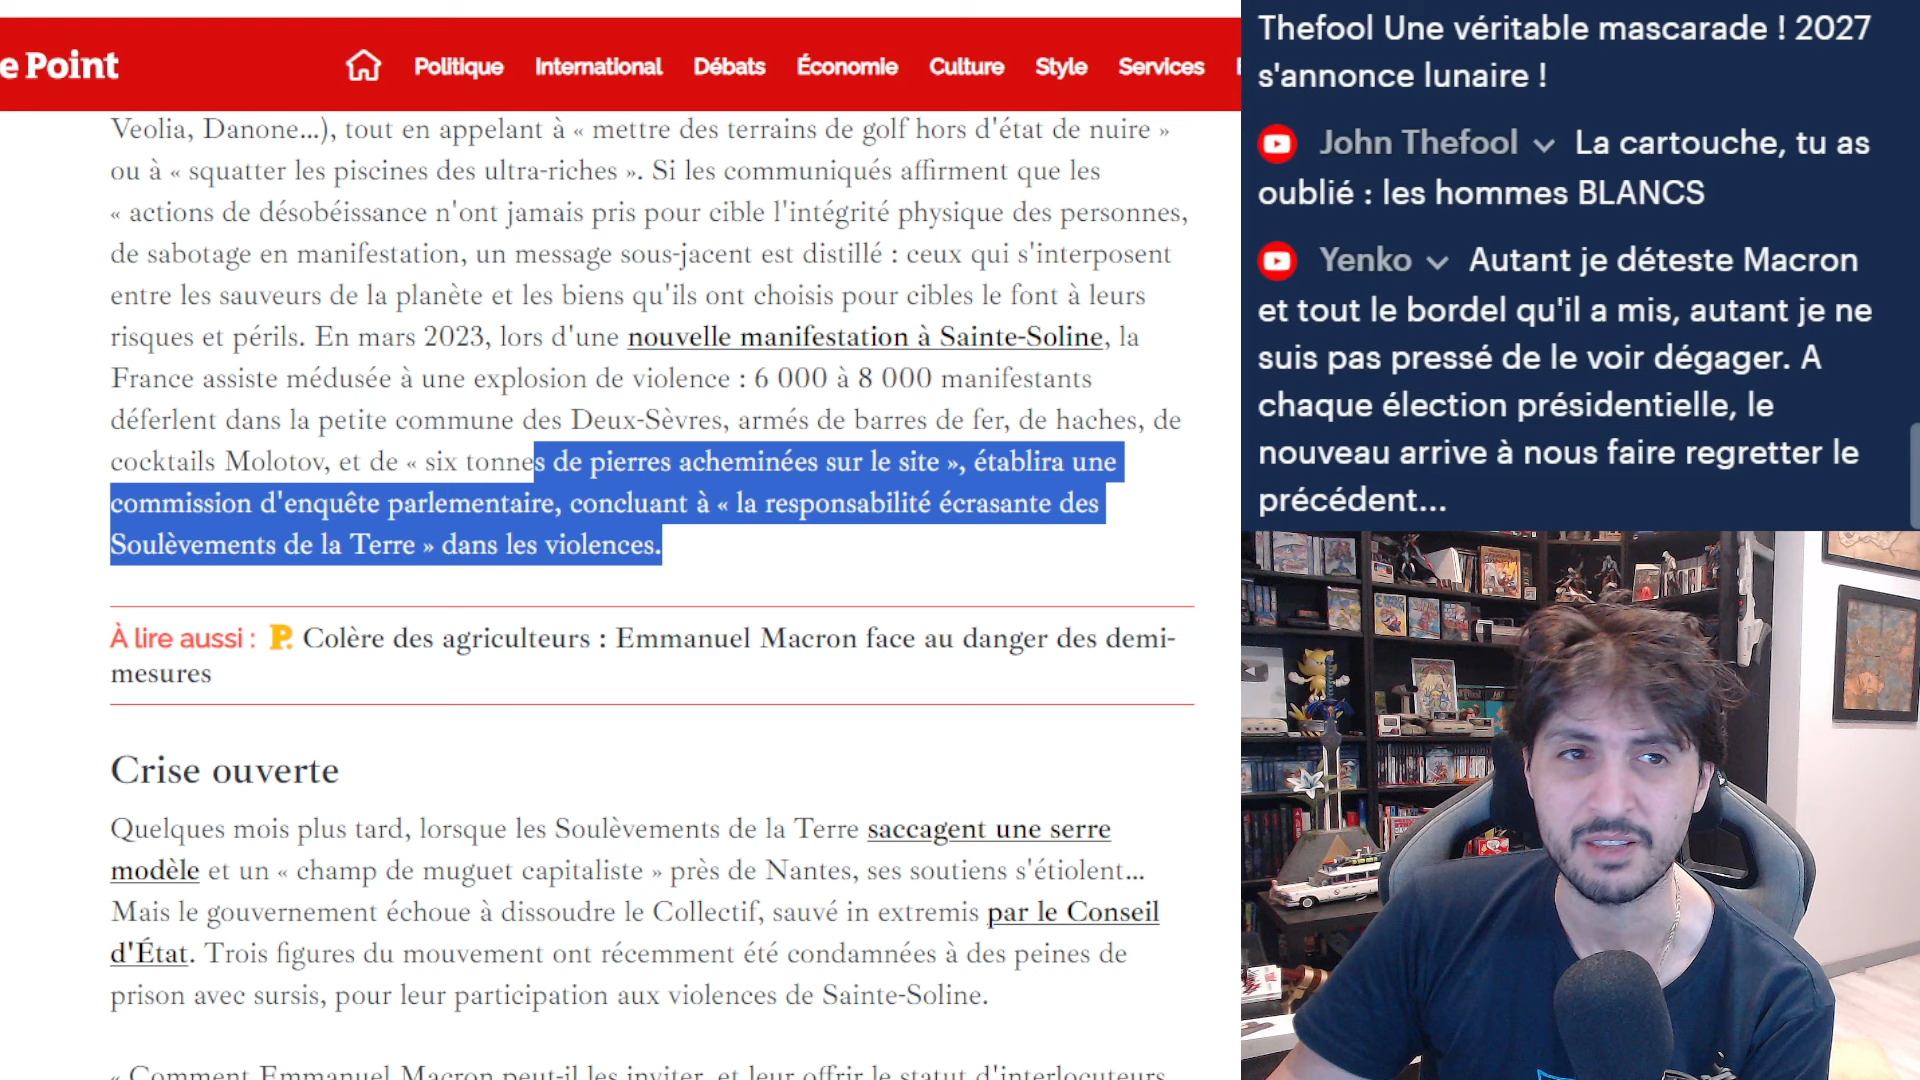 e Point
Politique
International
Débats
Économie
Culture
Style
Services
Veolia, Danone...), tout en appelant à « mettre des terrains de golf hors d'état de nuire »
ou à « squatter les piscines des ultra-riches ». Si les communiqués affirment que les
« actions de désobéissance n'ont jamais pris pour cible l'intégrité physique des personnes,
de sabotage en manifestation, un message sous-jacent est distillé : ceux qui s'interposent
entre les sauveurs de la planète et les biens qu'ils ont choisis pour cibles le font à leurs
risques et périls. En mars 2023, lors d'une nouvelle manifestation à Sainte-Soline, la
France assiste médusée à une explosion de violence : 6 000 à 8 000 manifestants
déferlent dans la petite commune des Deux-Sèvres, armés de barres de fer, de haches, de
cocktails Molotov, et de « six tonnes de pierres acheminées sur le site », établira une
commission d'enquête parlementaire, concluant à « la responsabilité écrasante des
Soulèvements de la Terre » dans les violences.
À lire aussi : P. Colère des agriculteurs : Emmanuel Macron face au danger des demi-
mesures
Crise ouverte
Quelques mois plus tard, lorsque les Soulèvements de la Terre saccagent une serre
modèle et un « champ de muguet capitaliste » près de Nantes, ses soutiens s'étiolent...
Mais le gouvernement échoue à dissoudre le Collectif, sauvé in extremis par le Conseil
d'État. Trois figures du mouvement ont récemment été condamnées à des peines de
prison avec sursis, pour leur participation aux violences de Sainte-Soline.
« Comment Emmanuel Macron peut-il les inviter, et leur offrir le statut d'interlocuteurs
Thefool Une véritable mascarade ! 2027
s'annonce lunaire !
John Thefool La cartouche, tu as
oublié : les hommes BLANCS
Yenko Autant je déteste Macron
et tout le bordel qu'il a mis, autant je ne
suis pas pressé de le voir dégager. A
chaque élection présidentielle, le
nouveau arrive à nous faire regretter le
précédent...